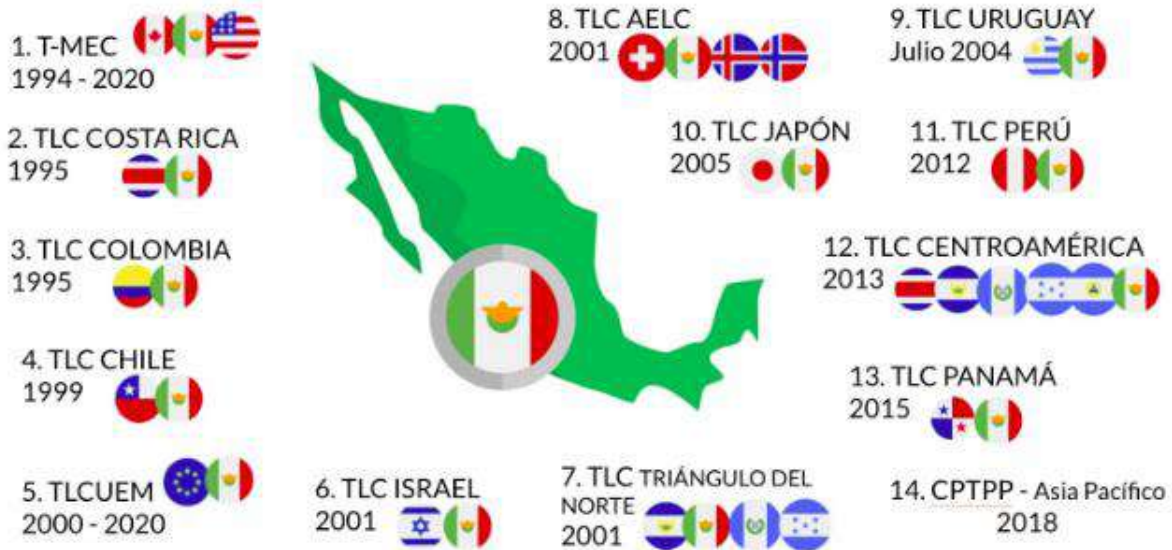 1. T-MEC
1994 - 2020
2. TLC COSTA RICA
1995
3. TLC COLOMBIA
1995
4. TLC CHILE
1999
5. TLCUEM
2000 - 2020
6. TLC ISRAEL
2001
7. TLC TRIÁNGULO DEL
NORTE
2001
8. TLC AELC
2001
9. TLC URUGUAY
Julio 2004
10. TLC JAPÓN
2005
11. TLC PERÚ
2012
12. TLC CENTROAMÉRICA
2013
13. TLC PANAMÁ
2015
14. CPTPP - Asia Pacífico
2018